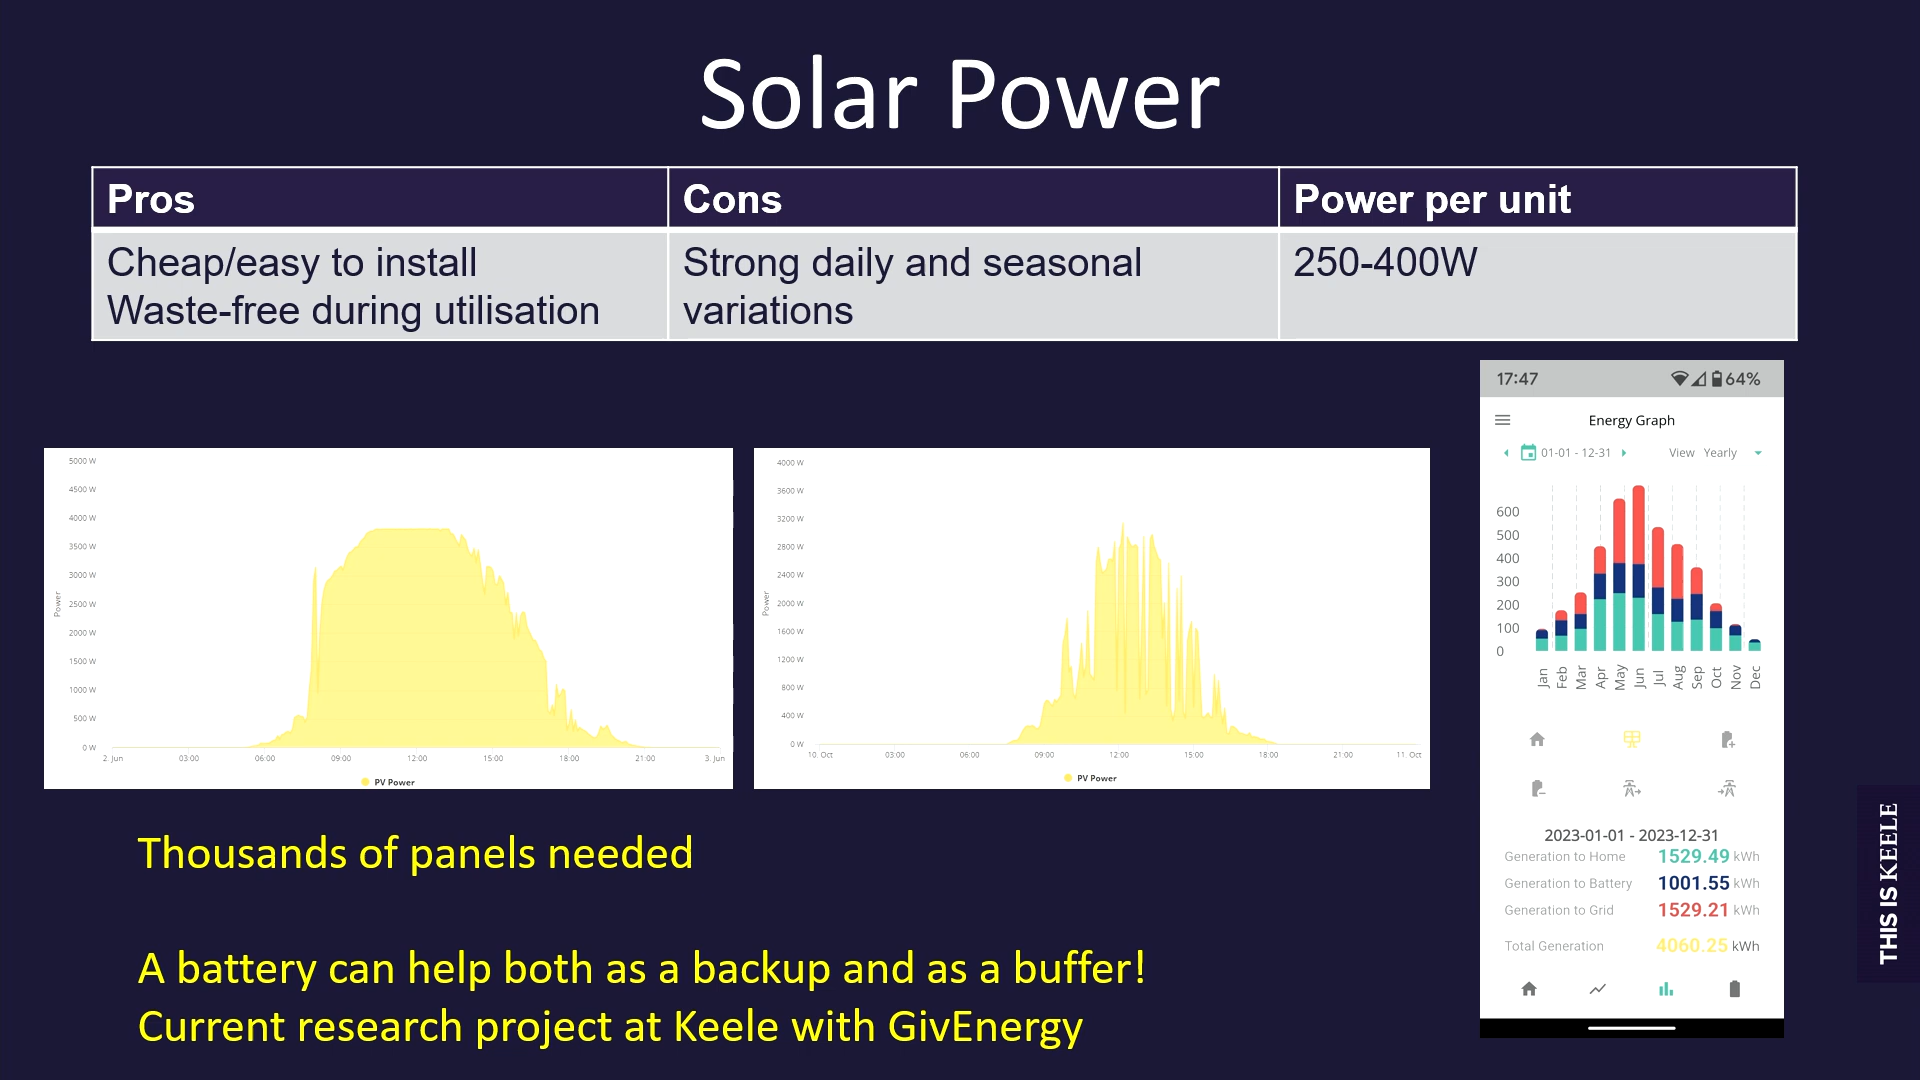 Solar Power
Pros
Cons
Power per unit
Cheap/easy to install
Waste-free during utilisation
Strong daily and seasonal
variations
250-400W
5000 W
4500 W
4000 W
3500 W
3000 W
2500 W
2000 W
1500 W
1000 W
500 W
0 W
Power
2. Jun
03:00
06:00
09:00
12:00
15:00
18:00
21:00
3. Jun
PV Power
4000 W
3600 W
3200 W
2800 W
2400 W
2000 W
1600 W
1200 W
800 W
400 W
0 W
Power
10. Oct
03:00
06:00
09:00
12:00
15:00
18:00
21:00
11. Oct
PV Power
17:47
64%
Energy Graph
01-01 - 12-31
View Yearly
600
500
400
300
200
100
0
Jan
Feb
Mar
Apr
May
Jun
Jul
Aug
Sep
Oct
Nov
Dec
2023-01-01 - 2023-12-31
Generation to Home 1529.49 kWh
Generation to Battery 1001.55 kWh
Generation to Grid 1529.21 kWh
Total Generation 4060.25 kWh
Thousands of panels needed
A battery can help both as a backup and as a buffer!
Current research project at Keele with GivEnergy
THIS IS KEELE